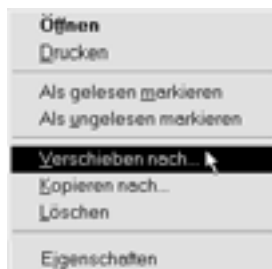 Öffnen
Drucken
Als gelesen markieren
Als ungelesen markieren
Verschieben nach...
Kopieren nach...
Löschen
Eigenschaften